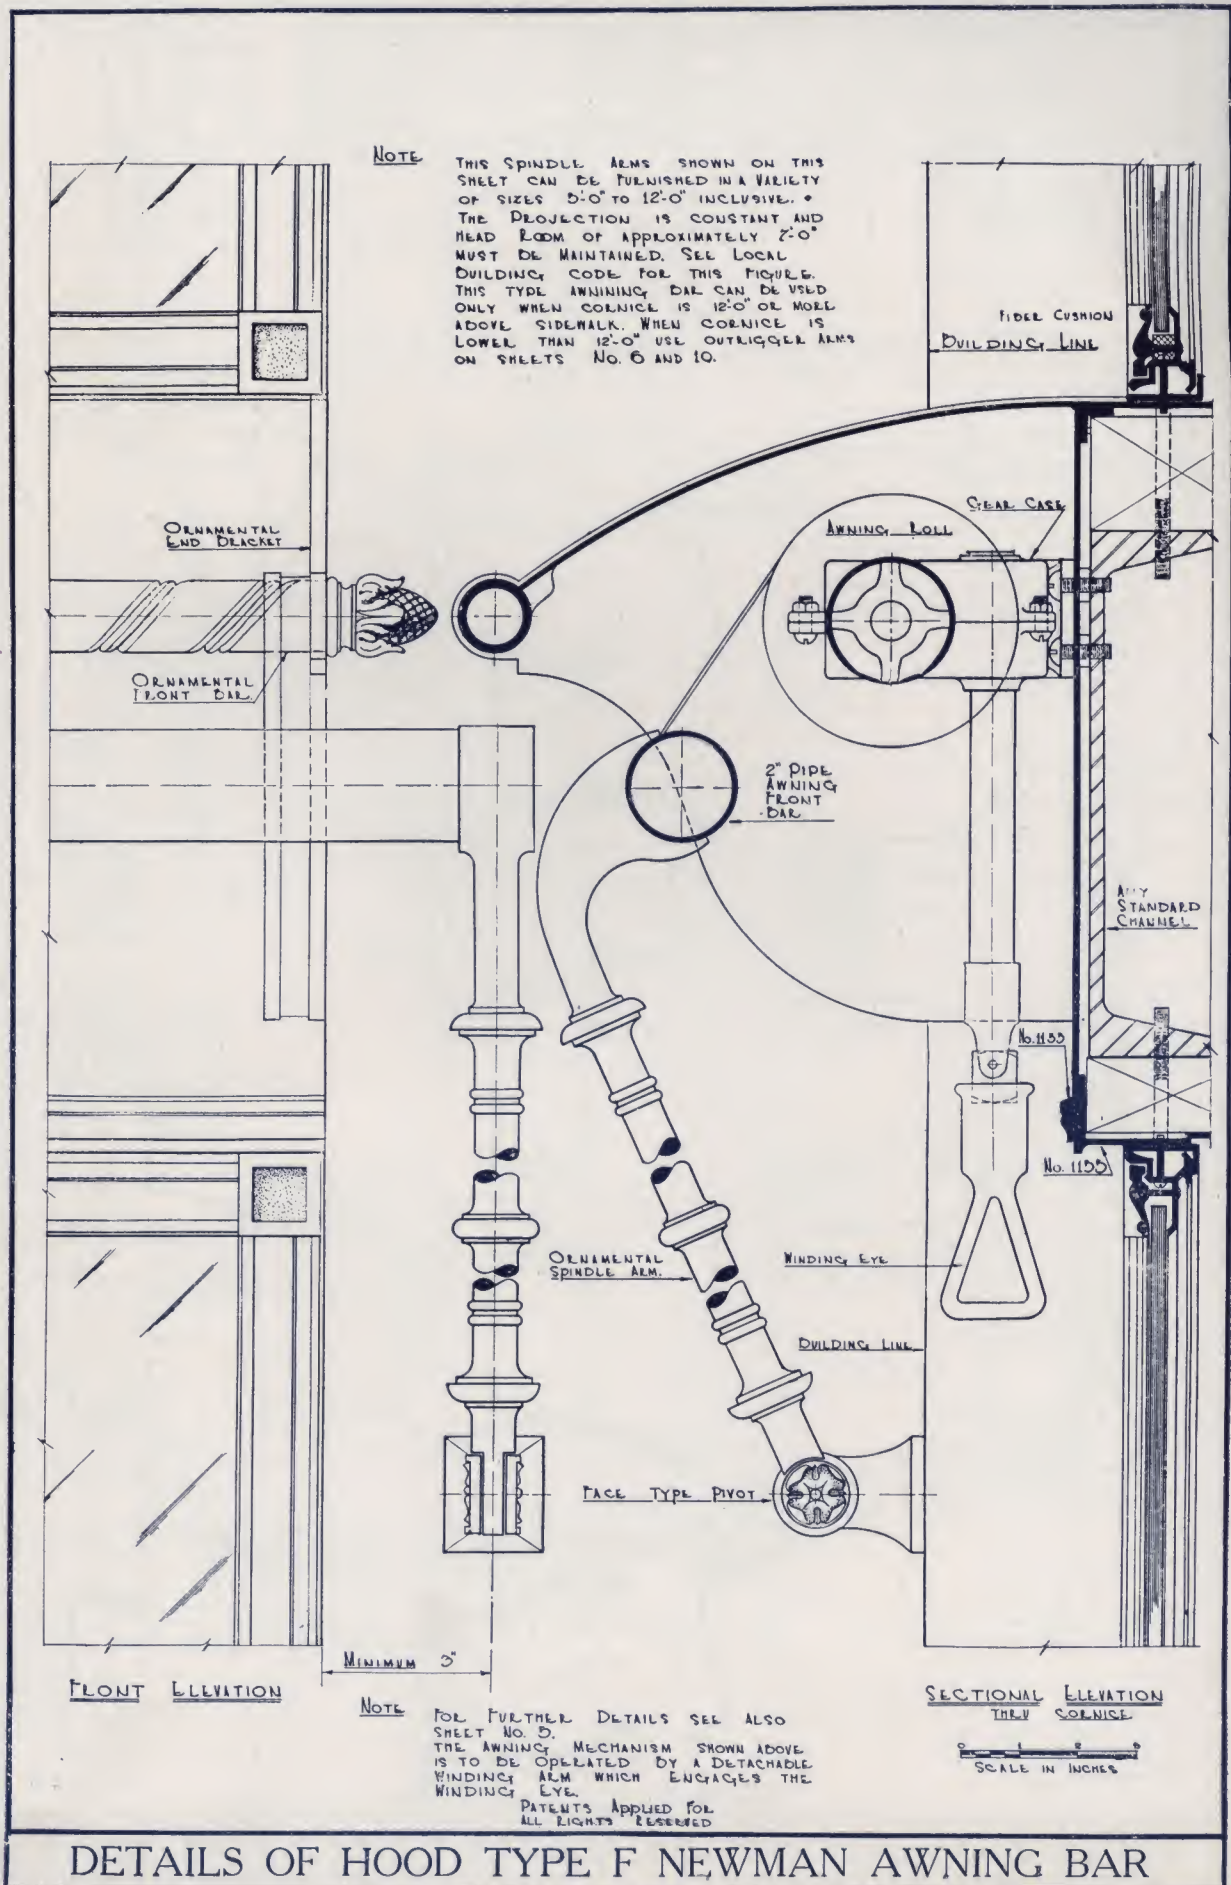 NOTE
THIS SPINDLE ARMS SHOWN ON THIS
SHEET CAN BE FURNISHED IN A VARIETY
OF SIZES 5'-0" TO 12'-0" INCLUSIVE.
THE PROJECTION IS CONSTANT AND
HEAD ROOM OF APPROXIMATELY 7'-0"
MUST BE MAINTAINED. SEE LOCAL
BUILDING CODE FOR THIS FIGURE.
THIS TYPE AWNINING BAR CAN BE USED
ONLY WHEN CORNICE IS 12'-0" OR MORE
ABOVE SIDEWALK. WHEN CORNICE IS
LOWER THAN 12'-0" USE OUTRIGGER ARMS
ON SHEETS No. 6 AND 10.
FIBER CUSHION
BUILDING LINE
GEAR CASE
AWNING ROLL
ORNAMENTAL
END BRACKET
ORNAMENTAL
FRONT BAR.
2" PIPE
AWNING
FRONT
BAR
ANY
STANDARD
CHANNEL
No. 1133
No. 1133
ORNAMENTAL
SPINDLE ARM.
WINDING EYE
BUILDING LINE
FACE TYPE PIVOT
MINIMUM 3"
FRONT ELEVATION
SECTIONAL ELEVATION
THRU CORNICE
0 1 2 3
SCALE IN INCHES
NOTE
FOR FURTHER DETAILS SEE ALSO
SHEET No. 5.
THE AWNING MECHANISM SHOWN ABOVE
IS TO BE OPERATED BY A DETACHABLE
WINDING ARM WHICH ENGAGES THE
WINDING EYE.
PATENTS APPLIED FOR
ALL RIGHTS RESERVED
DETAILS OF HOOD TYPE F NEWMAN AWNING BAR